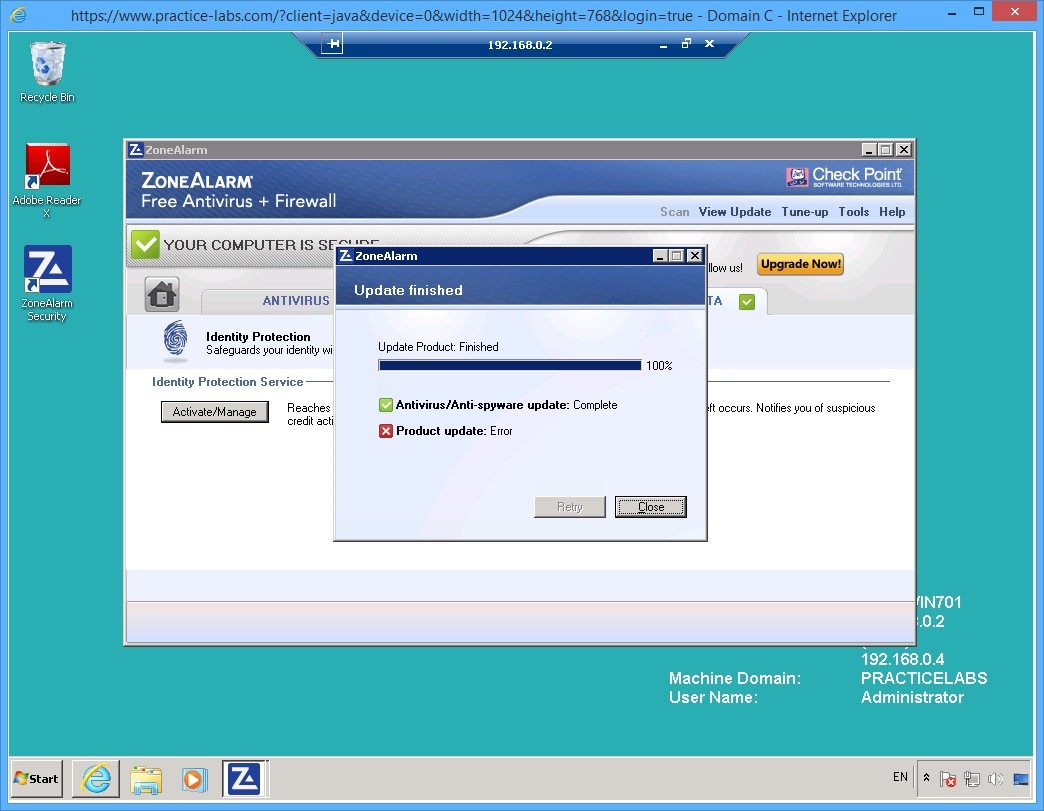 https://www.practice-labs.com/?client=java&device=0&width=1024&height=768&login=true - Domain C - Internet Explorer
192.168.0.2
Recycle Bin
Adobe Reader
X
ZoneAlarm
Security
ZoneAlarm
ZONEALARM
Free Antivirus + Firewall
Check Point
SOFTWARE TECHNOLOGIES LTD.
Scan View Update Tune-up Tools Help
YOUR COMPUTER IS SECURE
llow us!
Upgrade Now!
ANTIVIRUS
TA
Identity Protection
Safeguards your identity wi
Identity Protection Service
Activate/Manage
Reaches
credit acti
eft occurs. Notifies you of suspicious
ZoneAlarm
Update finished
Update Product: Finished
100%
Antivirus/Anti-spyware update: Complete
Product update: Error
Retry
Close
WIN701
.0.2
192.168.0.4
Machine Domain: PRACTICELABS
User Name: Administrator
Start
EN